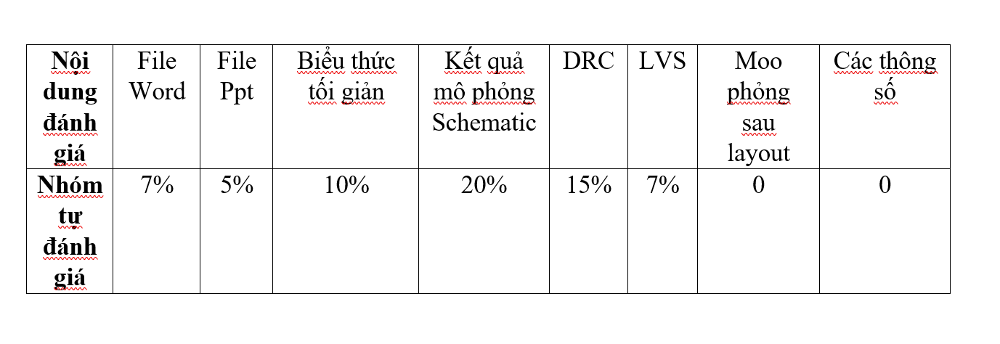 Nội dung đánh giá
File Word
File Ppt
Biểu thức tối giản
Kết quả mô phỏng Schematic
DRC
LVS
Moo phỏng sau layout
Các thông số
Nhóm tự đánh giá
7%
5%
10%
20%
15%
7%
0
0